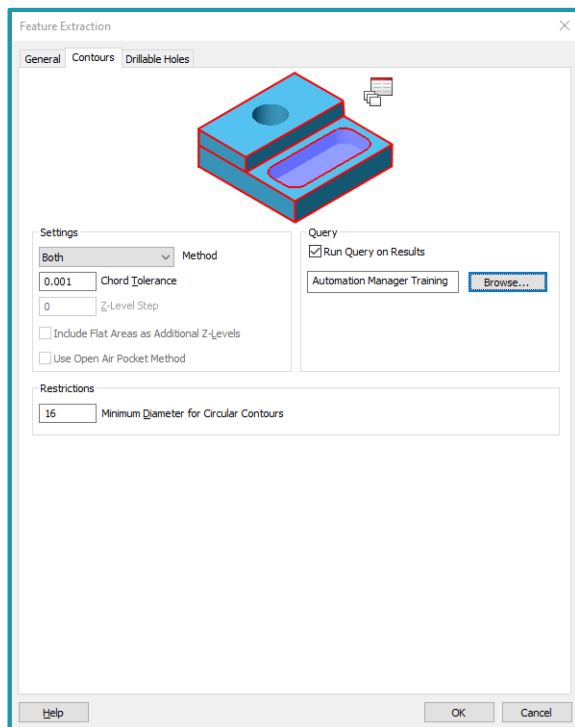 Feature Extraction
General Contours Drillable Holes
Settings
Both Method
0.001 Chord Tolerance
0 Z-Level Step
Include Flat Areas as Additional Z-Levels
Use Open Air Pocket Method
Query
Run Query on Results
Automation Manager Training Browse...
Restrictions
16 Minimum Diameter for Circular Contours
Help OK Cancel